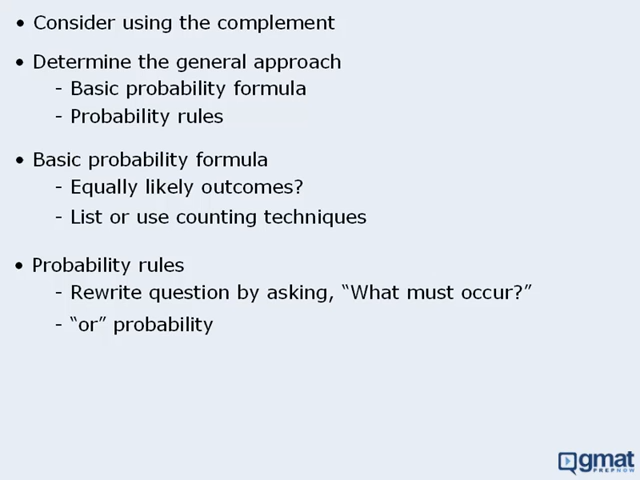 • Consider using the complement
• Determine the general approach
- Basic probability formula
- Probability rules
• Basic probability formula
- Equally likely outcomes?
- List or use counting techniques
• Probability rules
- Rewrite question by asking, “What must occur?”
- “or” probability
gmat
PREPNOW